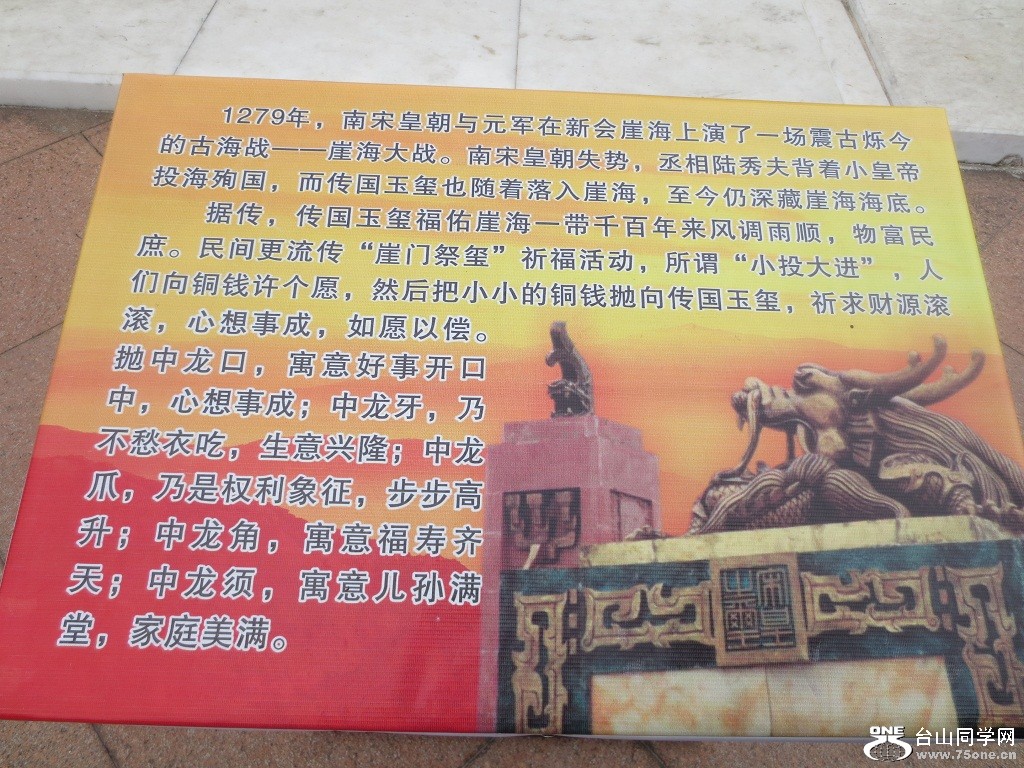 1279年，南宋皇朝与元军在新会崖海上演了一场震古烁今
的古海战——崖海大战。南宋皇朝失势，丞相陆秀夫背着小皇帝
投海殉国，而传国玉玺也随着落入崖海，至今仍深藏崖海海底。
据传，传国玉玺福佑崖海一带千百年来风调雨顺，物富民
庶。民间更流传“崖门祭玺”祈福活动，所谓“小投大进”，人
们向铜钱许个愿，然后把小小的铜钱抛向传国玉玺，祈求财源滚
滚，心想事成，如愿以偿。
抛中龙口，寓意好事开口
中，心想事成；中龙牙，乃
不愁衣吃，生意兴隆；中龙
爪，乃是权利象征，步步高
升；中龙角，寓意福寿齐
天；中龙须，寓意儿孙满
堂，家庭美满。
ONE 台山同学网
www.75one.cn